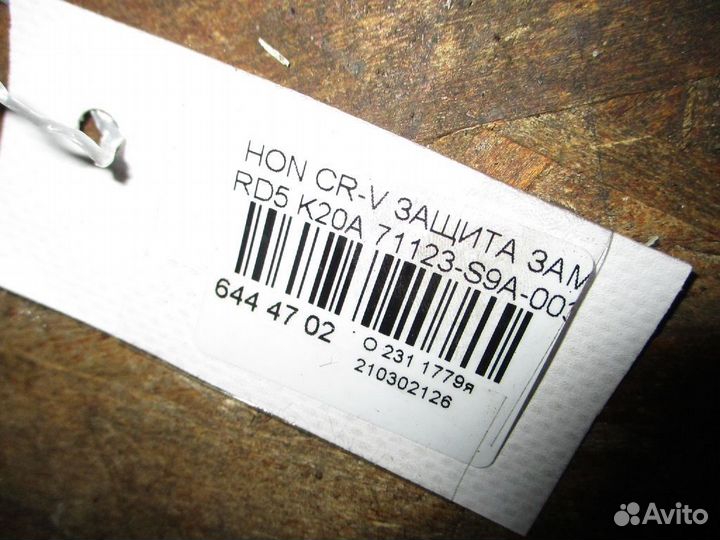 HON CR-V ЗАЩИТА ЗАМ
RD5 K20A 71123-S9A-003
644 47 02
O 231 1779я
210302126
Avito